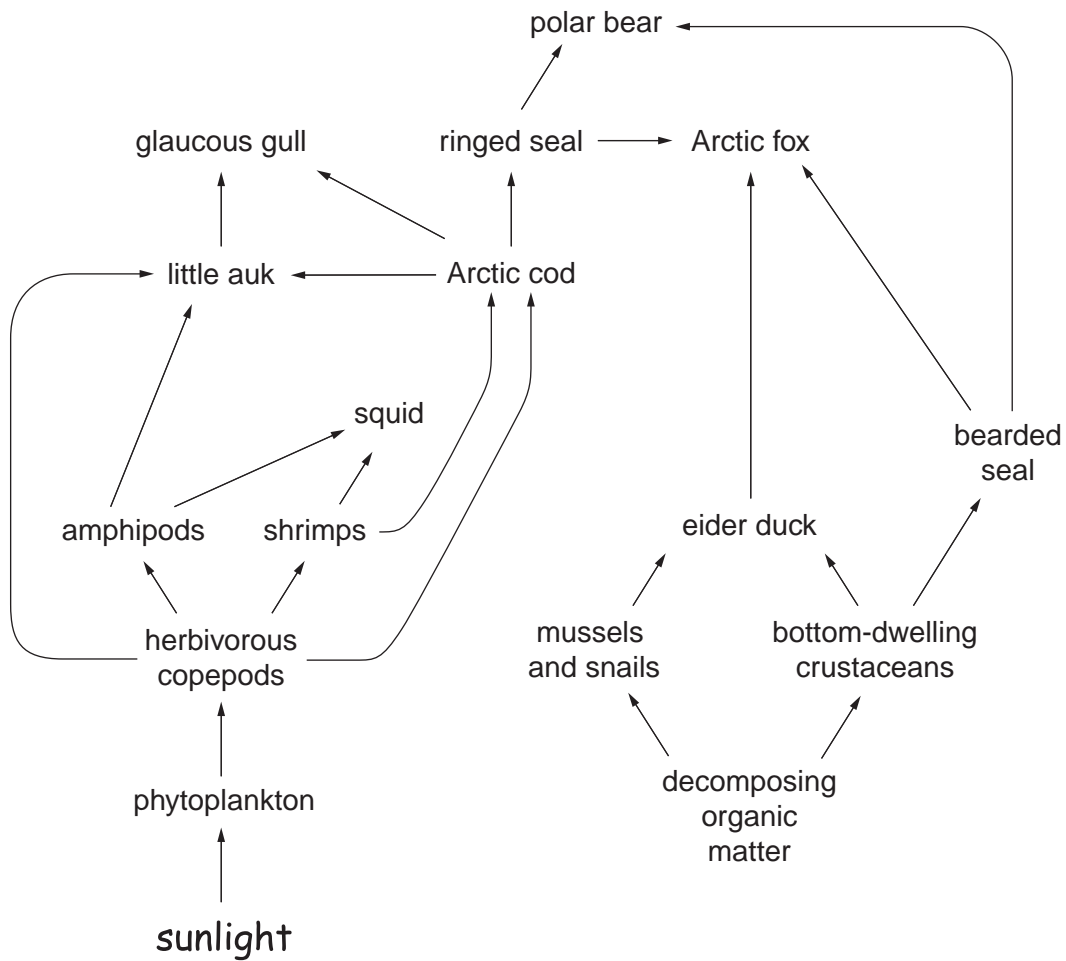 polar bear
glaucous gull
ringed seal
Arctic fox
little auk
Arctic cod
squid
bearded
seal
amphipods
shrimps
eider duck
herbivorous
copepods
mussels
and snails
bottom-dwelling
crustaceans
phytoplankton
decomposing
organic
matter
sunlight